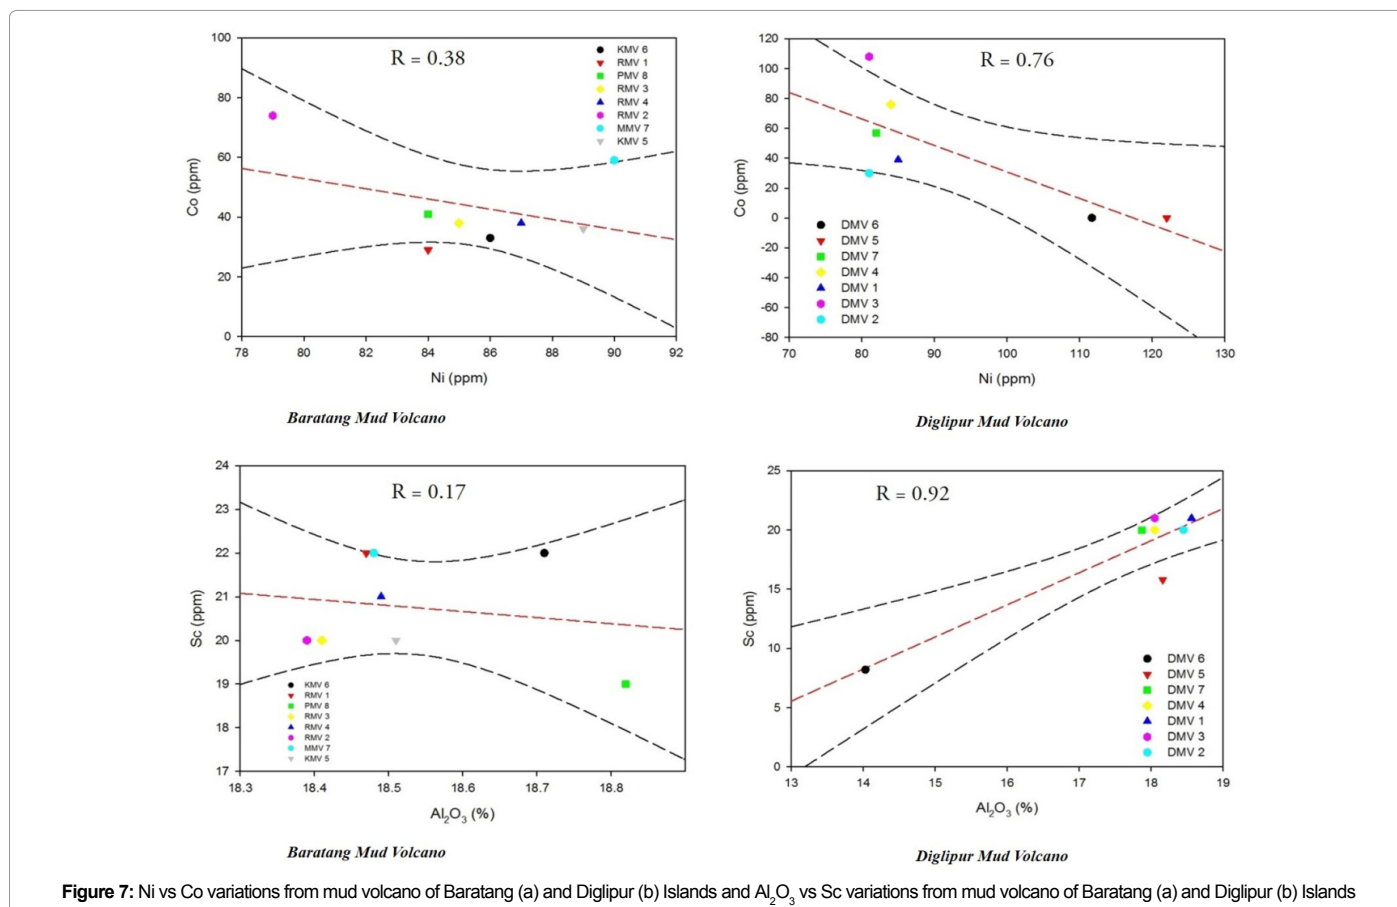 R = 0.38
100
80
60
40
20
0
Co (ppm)
78
80
82
84
86
88
90
92
Ni (ppm)
KMV 6
RMV 1
PMV 8
RMV 3
RMV 4
RMV 2
MMV 7
KMV 5
Baratang Mud Volcano
R = 0.76
120
100
80
60
40
20
0
-20
-40
-60
-80
Co (ppm)
70
80
90
100
110
120
130
Ni (ppm)
DMV 6
DMV 5
DMV 7
DMV 4
DMV 1
DMV 3
DMV 2
Diglipur Mud Volcano
R = 0.17
24
23
22
21
20
19
18
17
Sc (ppm)
18.3
18.4
18.5
18.6
18.7
18.8
Al2O3 (%)
KMV 6
RMV 1
PMV 8
RMV 3
RMV 4
RMV 2
MMV 7
KMV 5
Baratang Mud Volcano
R = 0.92
25
20
15
10
5
0
Sc (ppm)
13
14
15
16
17
18
19
Al2O3 (%)
DMV 6
DMV 5
DMV 7
DMV 4
DMV 1
DMV 3
DMV 2
Diglipur Mud Volcano
Figure 7: Ni vs Co variations from mud volcano of Baratang (a) and Diglipur (b) Islands and Al2O3 vs Sc variations from mud volcano of Baratang (a) and Diglipur (b) Islands